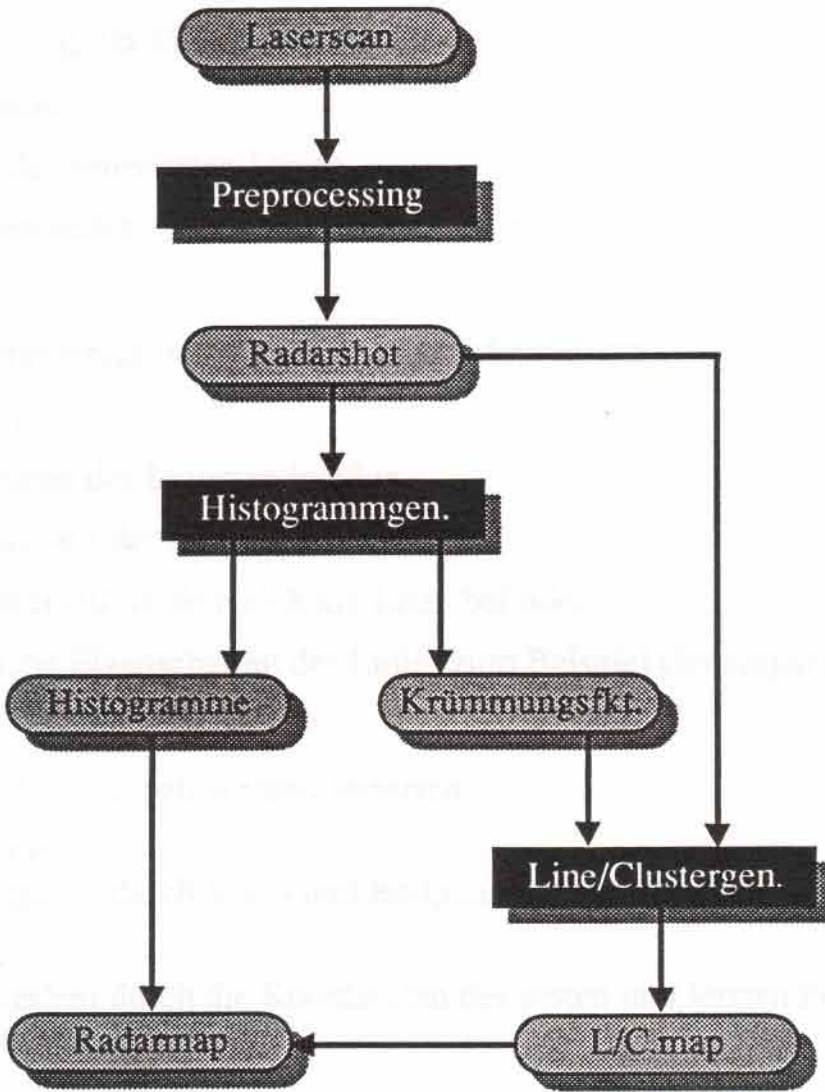 Laserscan
Preprocessing
Radarshot
Histogrammgen.
Histogramme
Krümmungsfkt.
Line/Clustergen.
Radarmap
L/C.map